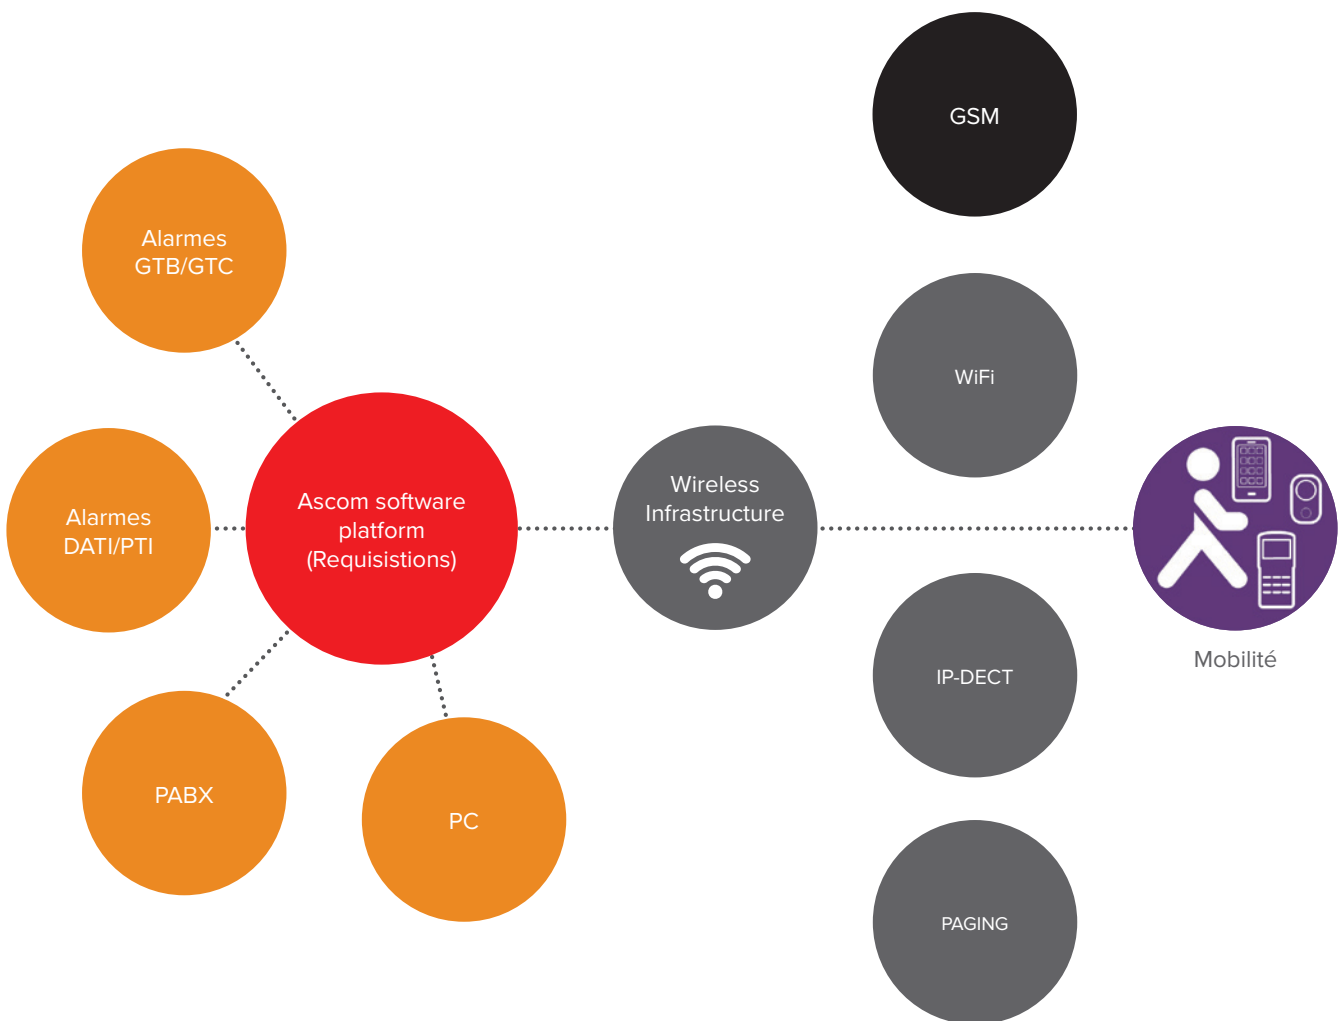 GSM
Alarmes
GTB/GTC
WiFi
Alarmes
DATI/PTI
Ascom software
platform
(Requisistions)
Wireless
Infrastructure
Mobilité
IP-DECT
PABX
PC
PAGING